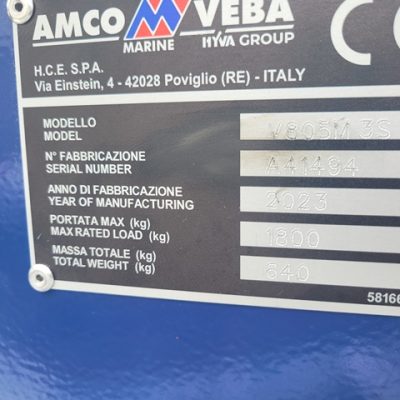 AMCO VEBA
MARINE HYVA GROUP
CE
H.C.E. S.P.A.
Via Einstein, 4 - 42028 Poviglio (RE) - ITALY
MODELLO
MODEL
V805M 3S
N° FABBRICAZIONE
SERIAL NUMBER
A41494
ANNO DI FABBRICAZIONE
YEAR OF MANUFACTURING
2023
PORTATA MAX (kg)
MAX RATED LOAD (kg)
1800
MASSA TOTALE (kg)
TOTAL WEIGHT (kg)
640
58166